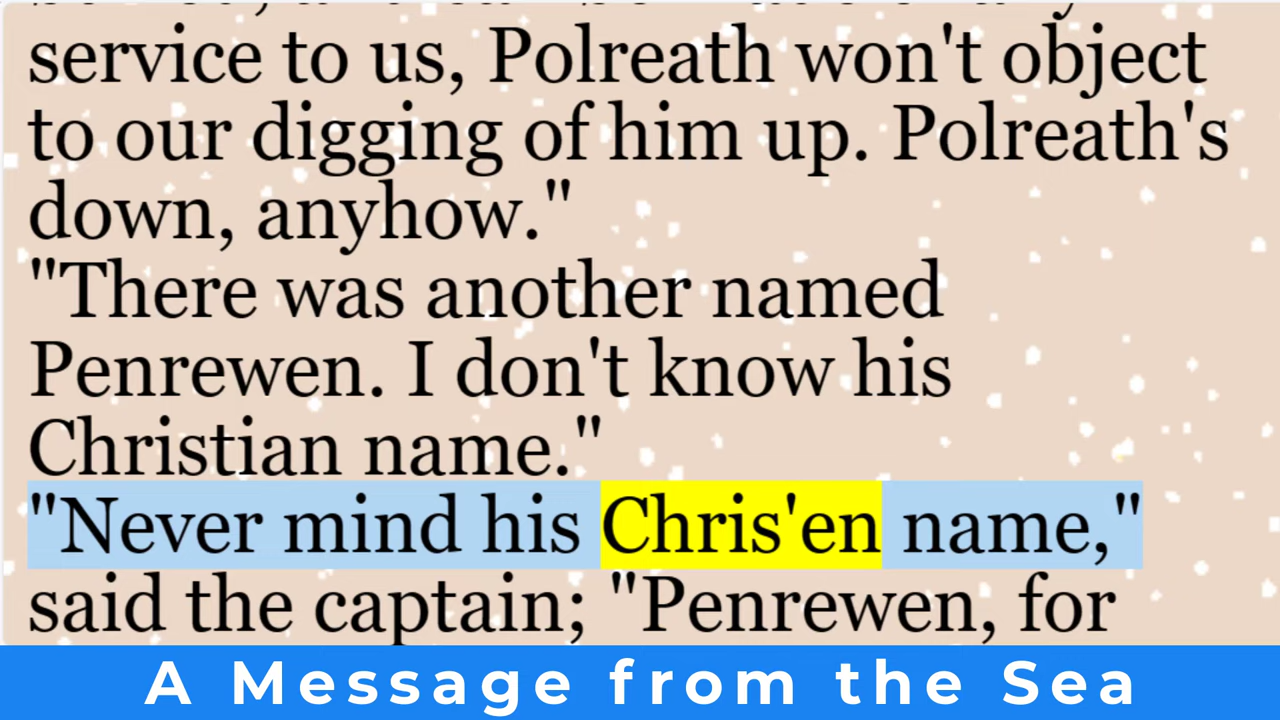 service to us, Polreath won't object
to our digging of him up. Polreath's
down, anyhow."
"There was another named
Penrewen. I don't know his
Christian name."
"Never mind his Chris'en name,"
said the captain; "Penrewen, for
A Message from the Sea